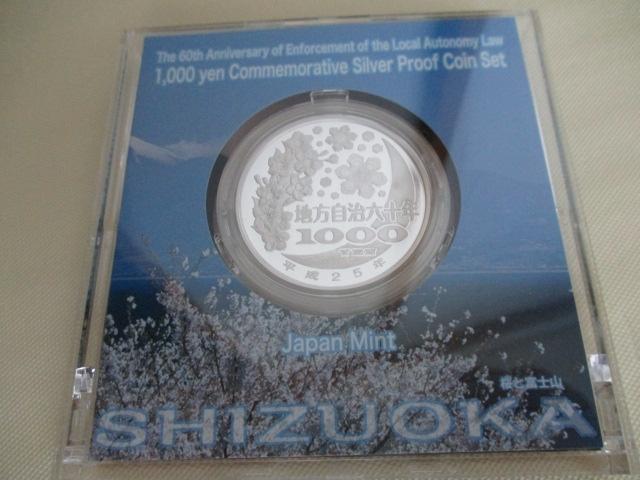 The 60th Anniversary of Enforcement of the Local Autonomy Law
1,000 yen Commemorative Silver Proof Coin Set
地方自治六十年
1000
平成25年
Japan Mint
桜と富士山
SHIZUOKA